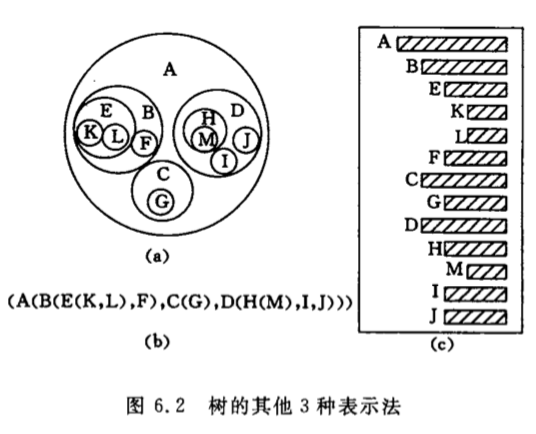 A
E
B
K
L
F
H
D
M
J
I
C
G
(a)
(A(B(E(K,L),F),C(G),D(H(M),I,J)))
(b)
A
B
E
K
L
F
C
G
D
H
M
I
J
(c)
图 6.2 树的其他 3 种表示法